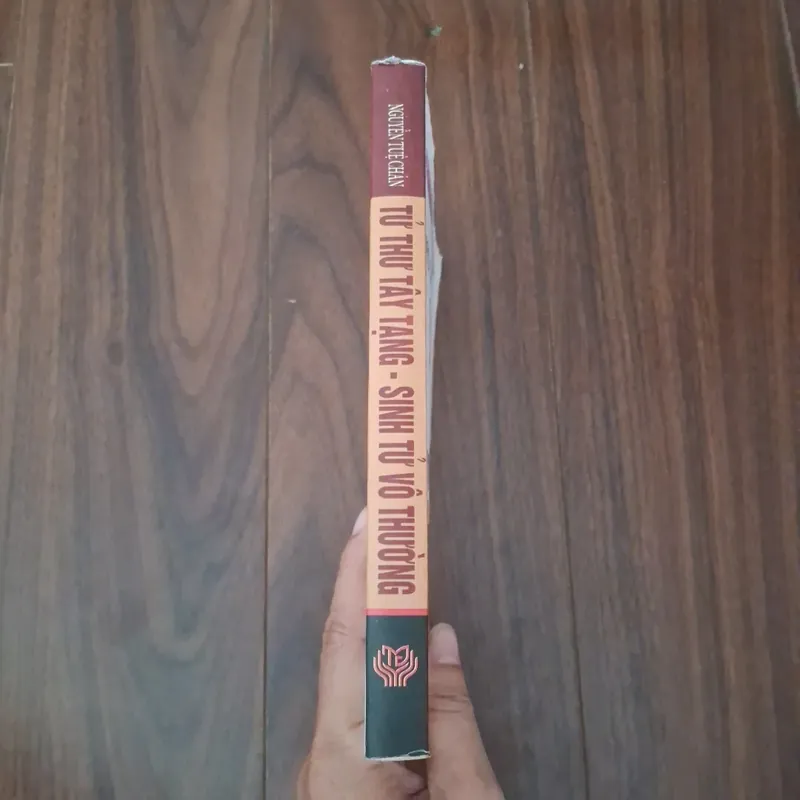 NGUYỄN TUỆ CHÂN
TỬ THƯ TÂY TẠNG - SINH TỬ VÔ THƯỜNG